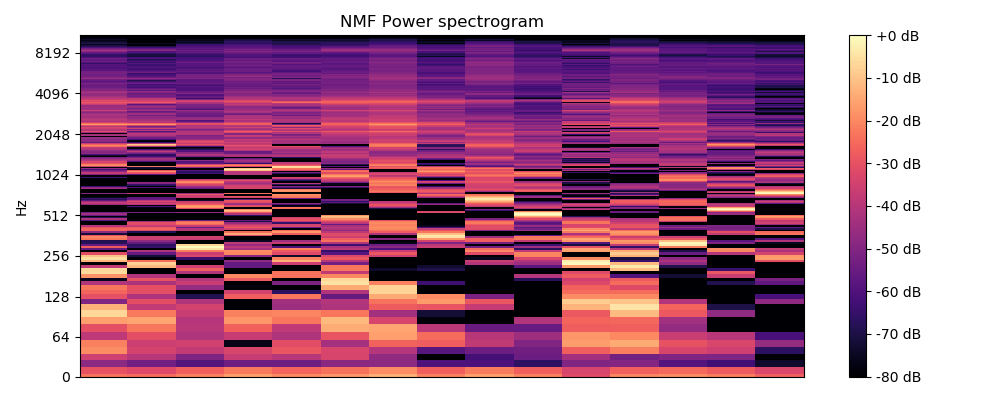 NMF Power spectrogram
Hz
8192
4096
2048
1024
512
256
128
64
0
+0 dB
-10 dB
-20 dB
-30 dB
-40 dB
-50 dB
-60 dB
-70 dB
-80 dB